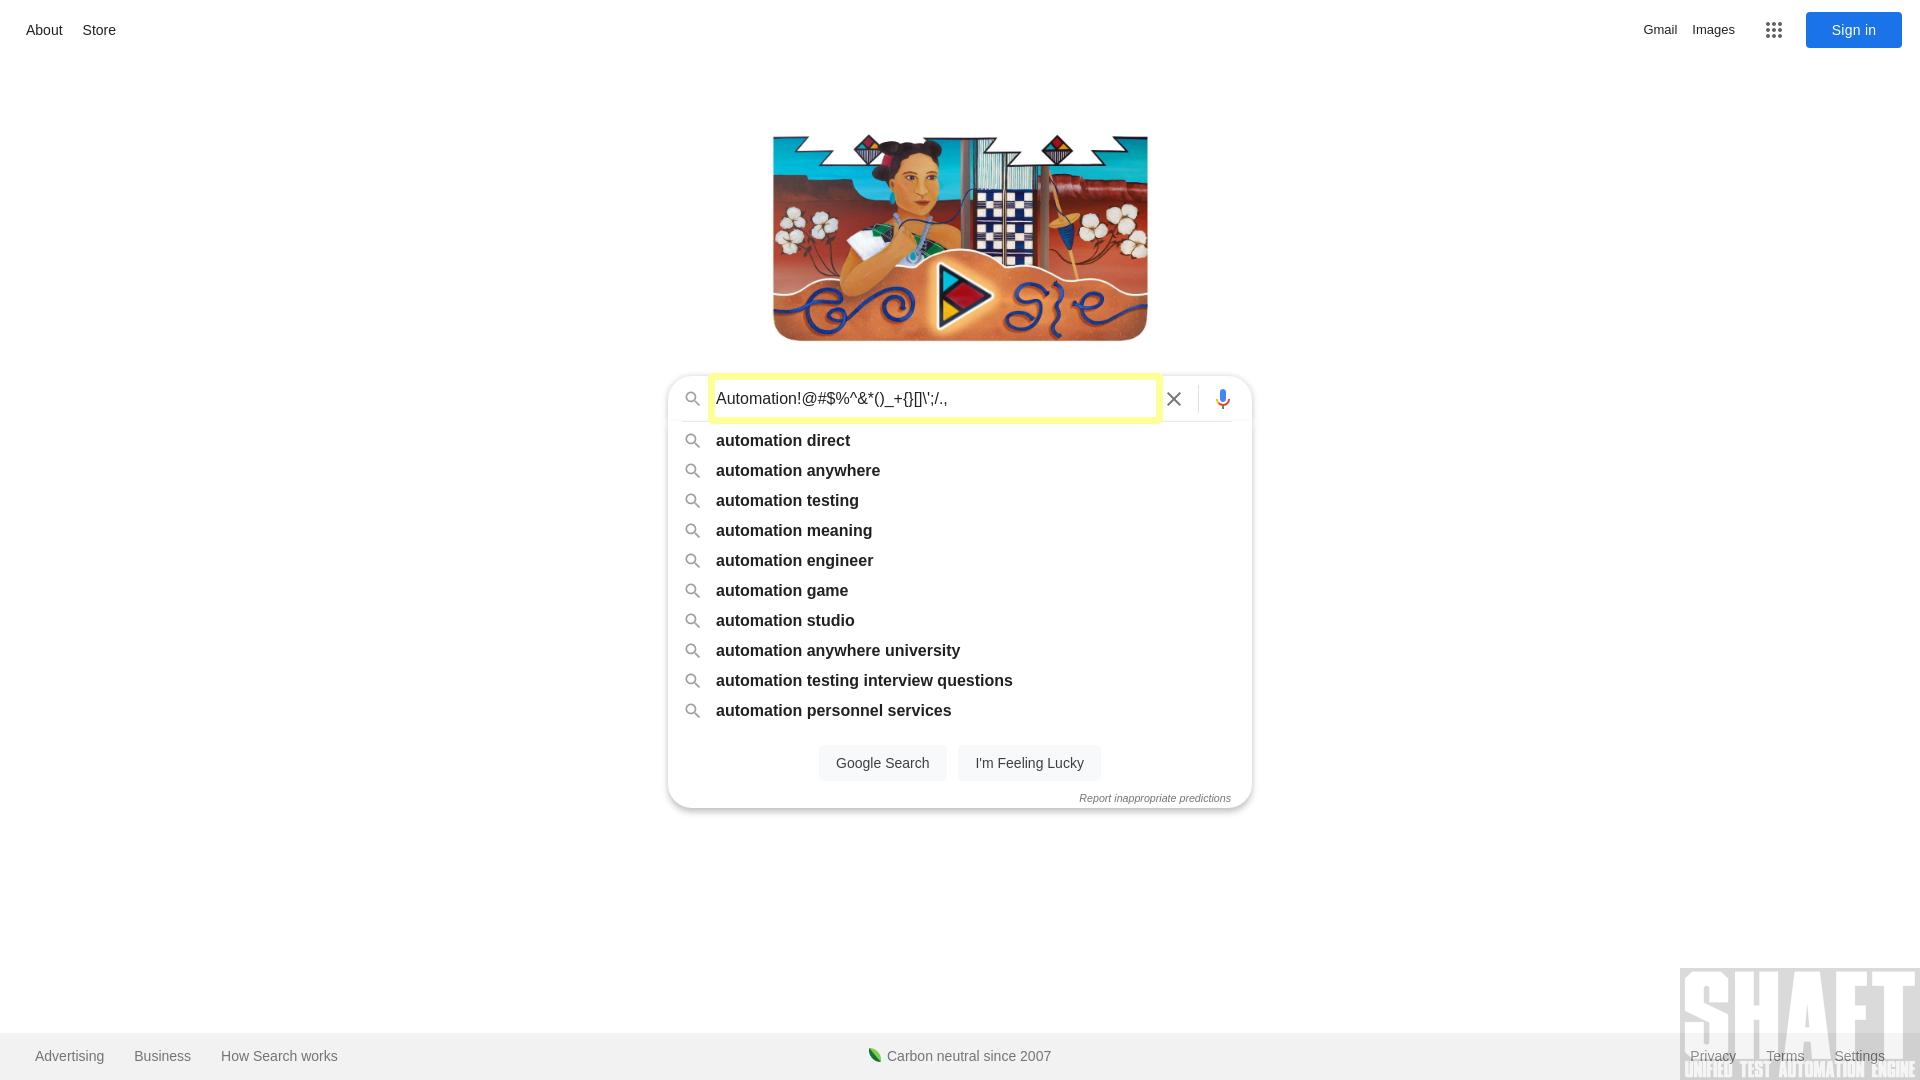 About Store
Gmail Images Sign in
Automation!@#$%^&*()_+{}[]\';/.,
automation direct
automation anywhere
automation testing
automation meaning
automation engineer
automation game
automation studio
automation anywhere university
automation testing interview questions
automation personnel services
Google Search I'm Feeling Lucky
Report inappropriate predictions
SHAFT
Advertising Business How Search works Carbon neutral since 2007 Privacy Terms Settings
UNIFIED TEST AUTOMATION ENGINE